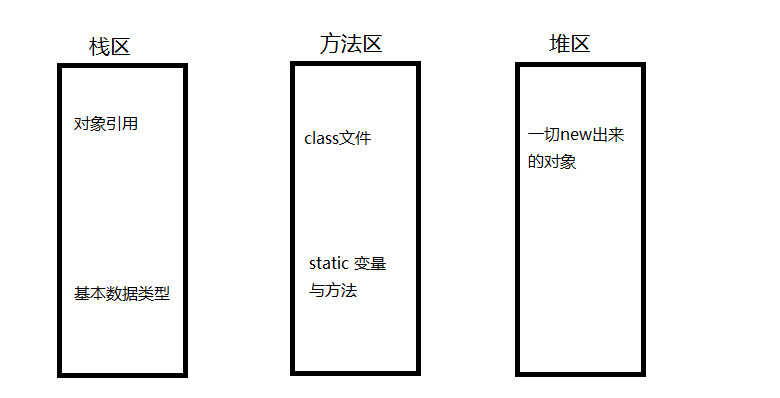 栈区
对象引用
基本数据类型
方法区
class文件
static 变量
与方法
堆区
一切new出来
的对象